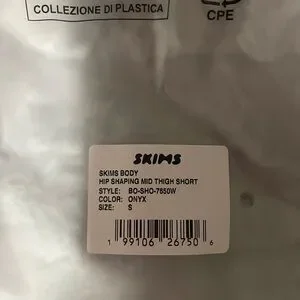 COLLEZIONE DI PLASTICA
CPE
SKIMS
SKIMS BODY
HIP SHAPING MID THIGH SHORT
STYLE: BO-SHO-7650W
COLOR: ONYX
SIZE: S
1 99106 26750 6